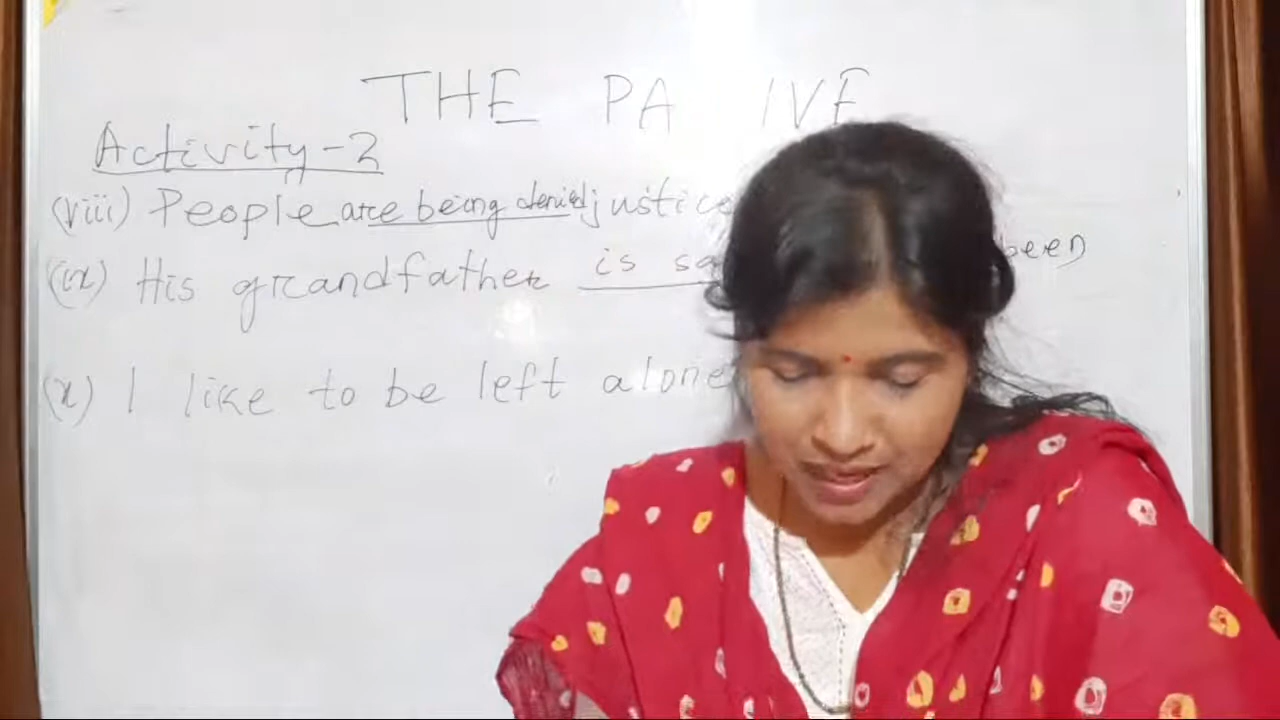 THE PA IVE
Activity-2
(viii) People are being denied justice
(ix) His grandfather is sa been
(x) I like to be left alone